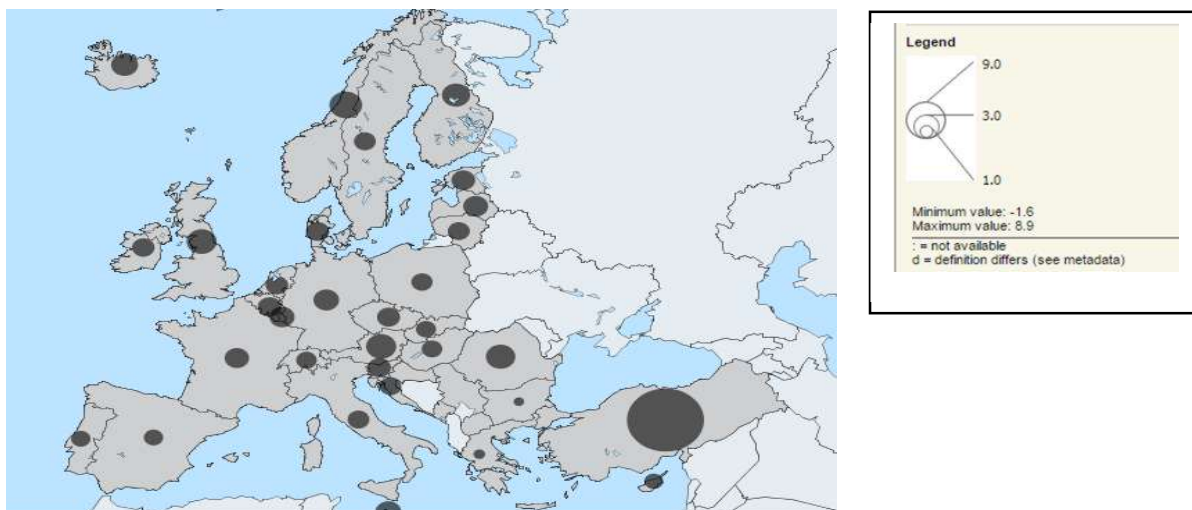 Legend
9.0
3.0
1.0
Minimum value: -1.6
Maximum value: 8.9
: = not available
d = definition differs (see metadata)